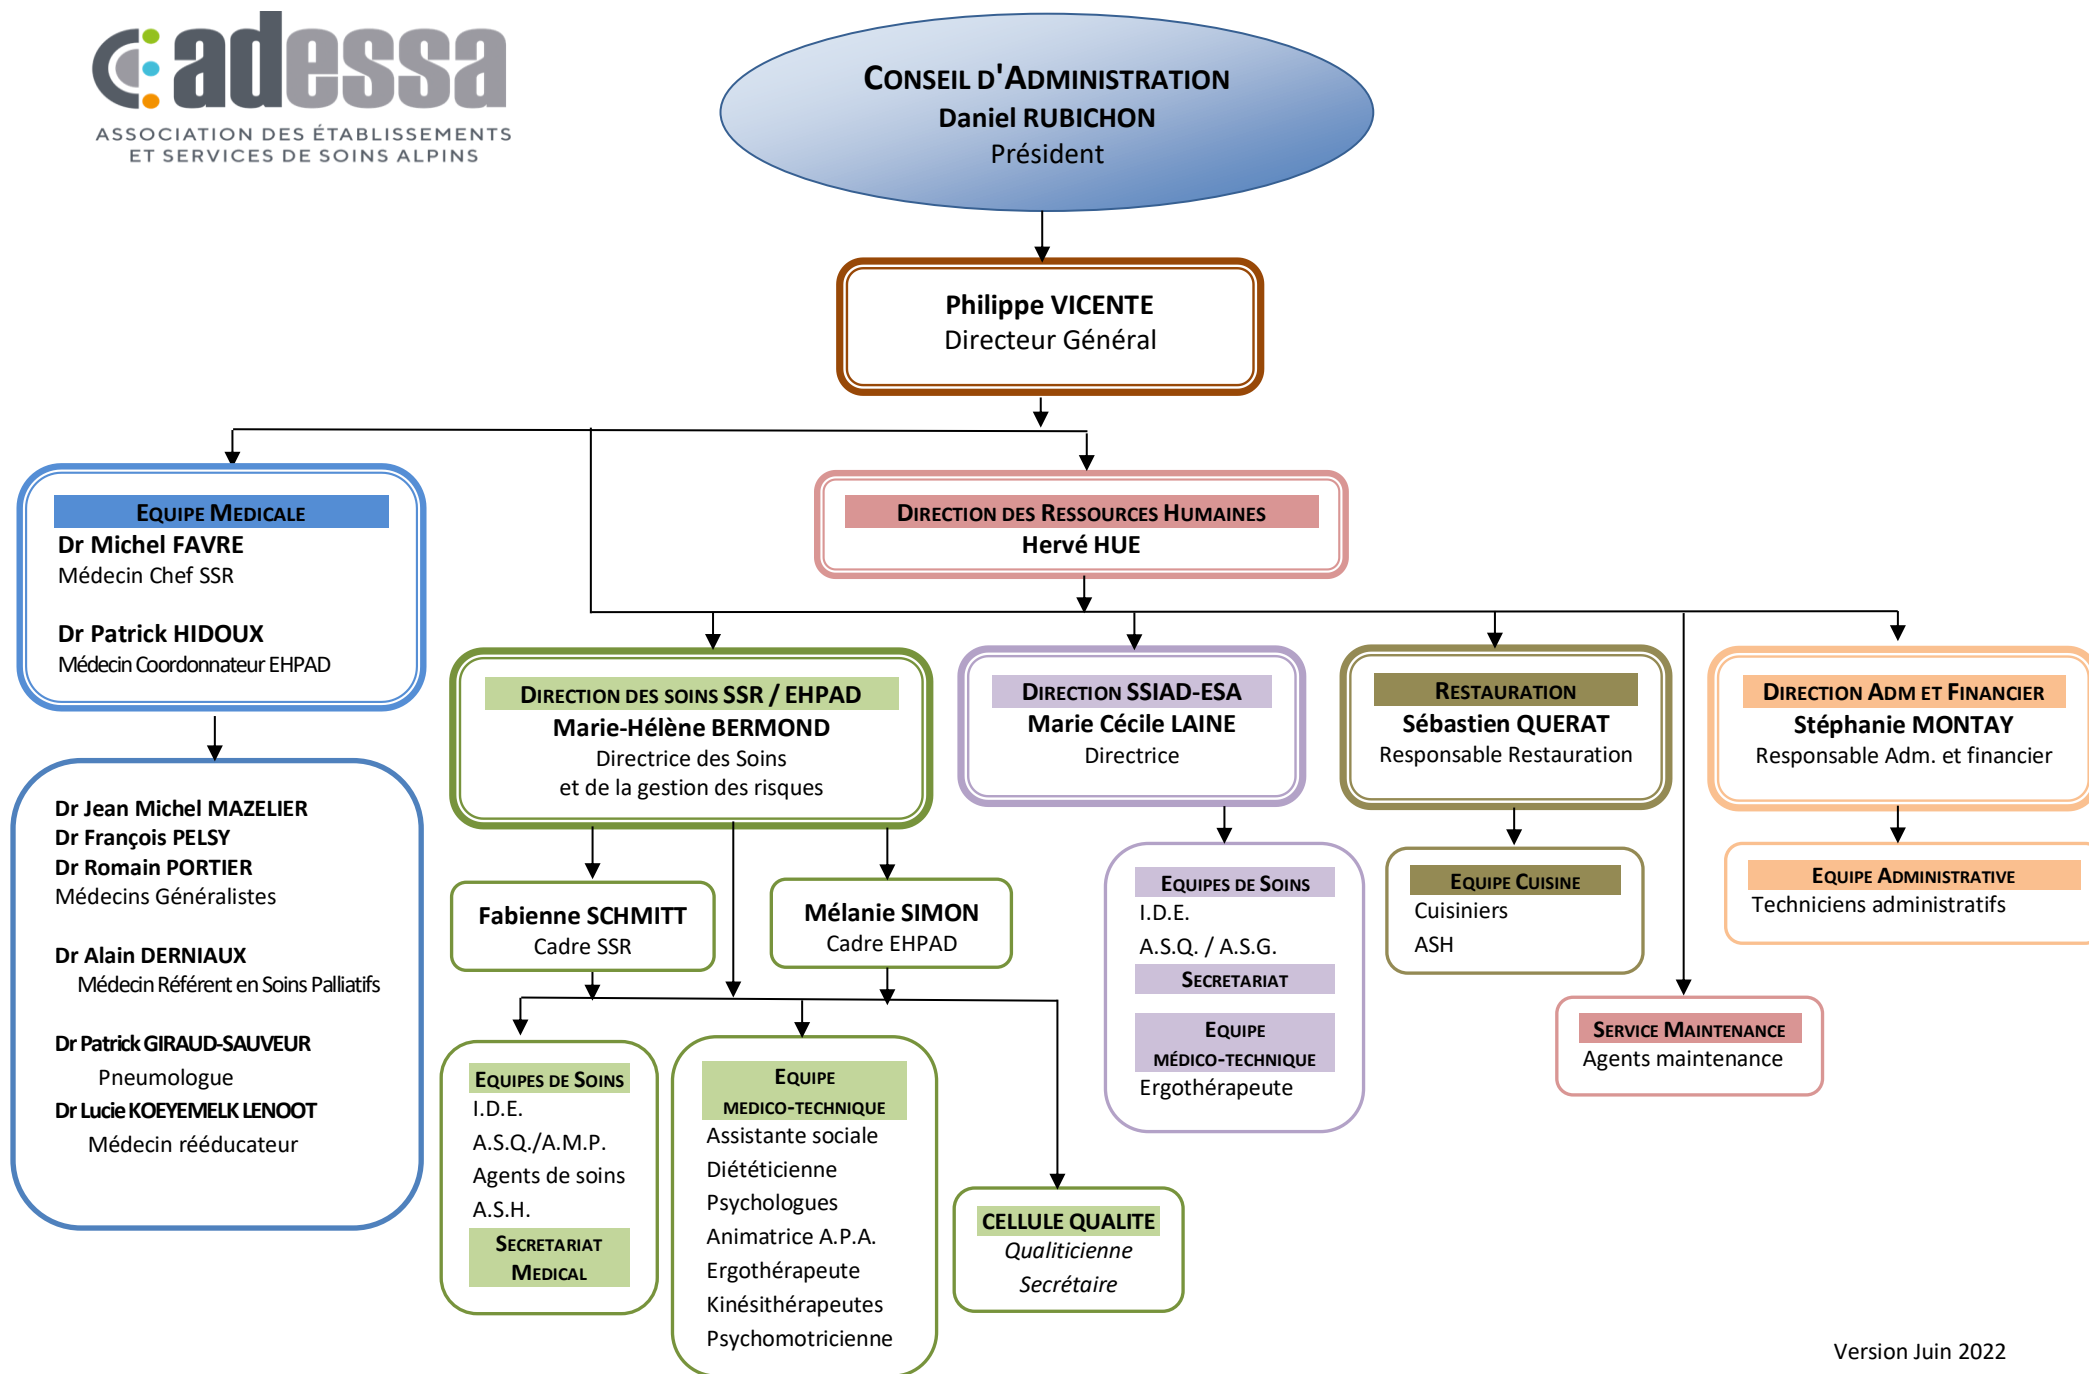 adessa
ASSOCIATION DES ÉTABLISSEMENTS
ET SERVICES DE SOINS ALPINS
CONSEIL D'ADMINISTRATION
Daniel RUBICHON
Président
Philippe VICENTE
Directeur Général
EQUIPE MEDICALE
Dr Michel FAVRE
Médecin Chef SSR
Dr Patrick HIDOUX
Médecin Coordonnateur EHPAD
DIRECTION DES RESSOURCES HUMAINES
Hervé HUE
DIRECTION DES SOINS SSR / EHPAD
Marie-Hélène BERMOND
Directrice des Soins
et de la gestion des risques
DIRECTION SSIAD-ESA
Marie Cécile LAINE
Directrice
RESTAURATION
Sébastien QUERAT
Responsable Restauration
DIRECTION ADM ET FINANCIER
Stéphanie MONTAY
Responsable Adm. et financier
Dr Jean Michel MAZELIER
Dr François PELSY
Dr Romain PORTIER
Médecins Généralistes
Dr Alain DERNIAUX
Médecin Référent en Soins Palliatifs
Dr Patrick GIRAUD-SAUVEUR
Pneumologue
Dr Lucie KOEYEMELK LENOOT
Médecin rééducateur
Fabienne SCHMITT
Cadre SSR
Mélanie SIMON
Cadre EHPAD
EQUIPES DE SOINS
I.D.E.
A.S.Q. / A.S.G.
SECRETARIAT
EQUIPE
MÉDICO-TECHNIQUE
Ergothérapeute
EQUIPE CUISINE
Cuisiniers
ASH
EQUIPE ADMINISTRATIVE
Techniciens administratifs
SERVICE MAINTENANCE
Agents maintenance
EQUIPES DE SOINS
I.D.E.
A.S.Q./A.M.P.
Agents de soins
A.S.H.
SECRETARIAT
MEDICAL
EQUIPE
MEDICO-TECHNIQUE
Assistante sociale
Diététicienne
Psychologues
Animatrice A.P.A.
Ergothérapeute
Kinésithérapeutes
Psychomotricienne
CELLULE QUALITE
Qualiticienne
Secrétaire
Version Juin 2022